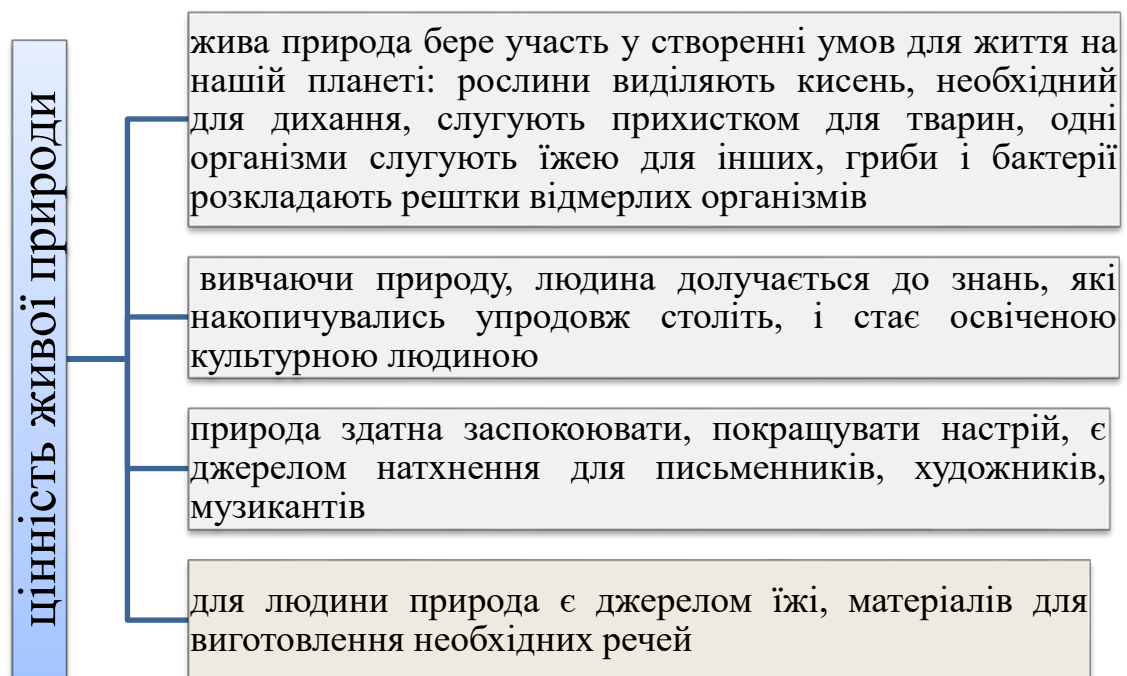 цінність живої природи
жива природа бере участь у створенні умов для життя на
нашій планеті: рослини виділяють кисень, необхідний
для дихання, слугують прихистком для тварин, одні
організми слугують їжею для інших, гриби і бактерії
розкладають рештки відмерлих організмів
вивчаючи природу, людина долучається до знань, які
накопичувались упродовж століть, і стає освіченою
культурною людиною
природа здатна заспокоювати, покращувати настрій, є
джерелом натхнення для письменників, художників,
музикантів
для людини природа є джерелом їжі, матеріалів для
виготовлення необхідних речей